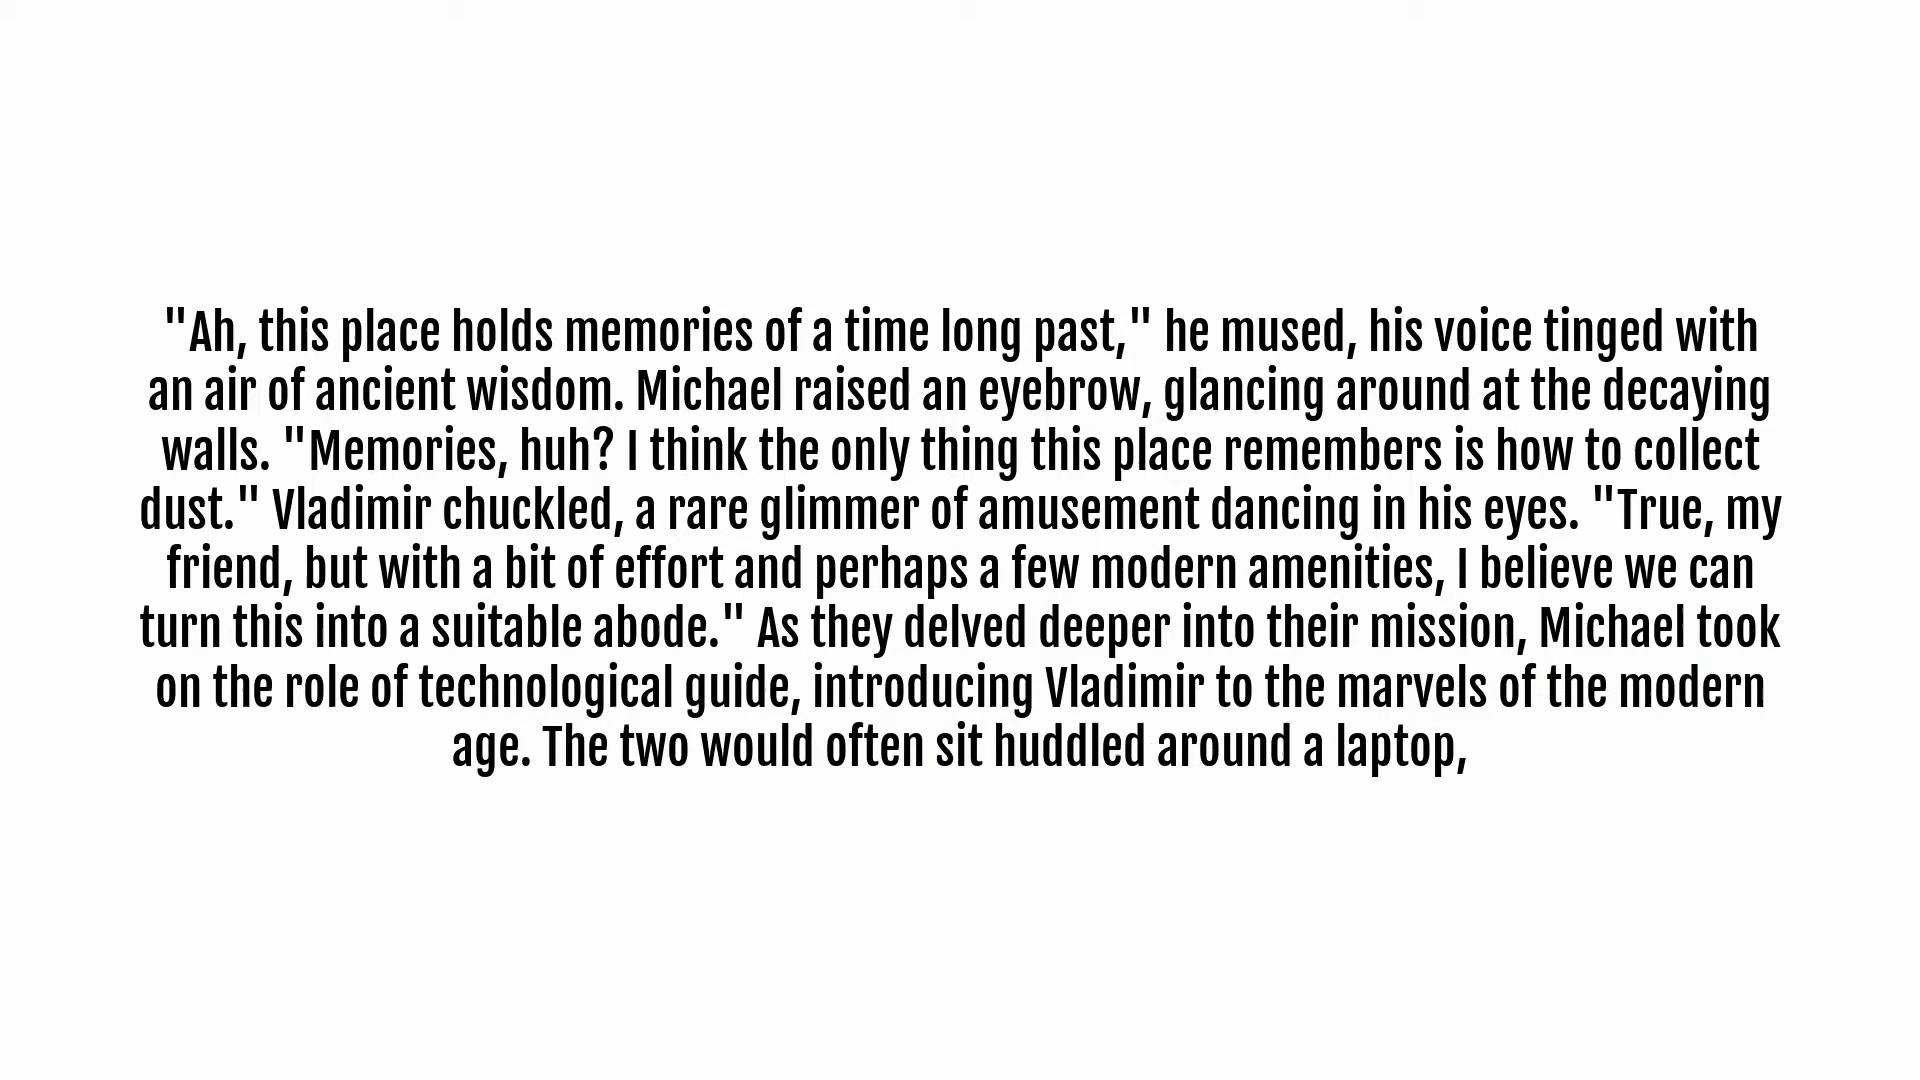 "Ah, this place holds memories of a time long past," he mused, his voice tinged with
an air of ancient wisdom. Michael raised an eyebrow, glancing around at the decaying
walls. "Memories, huh? I think the only thing this place remembers is how to collect
dust." Vladimir chuckled, a rare glimmer of amusement dancing in his eyes. "True, my
friend, but with a bit of effort and perhaps a few modern amenities, I believe we can
turn this into a suitable abode." As they delved deeper into their mission, Michael took
on the role of technological guide, introducing Vladimir to the marvels of the modern
age. The two would often sit huddled around a laptop,